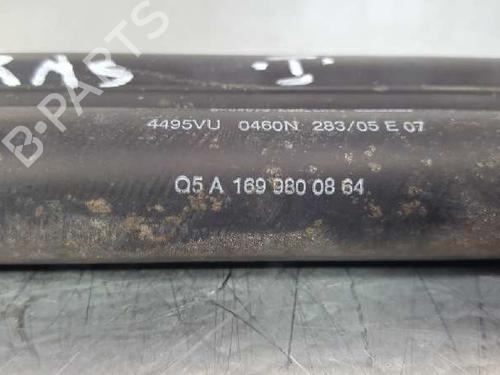 B-PARTS
"I"
4495VU 0460N 283/05 E 07
Q5 A 169 980 08 64